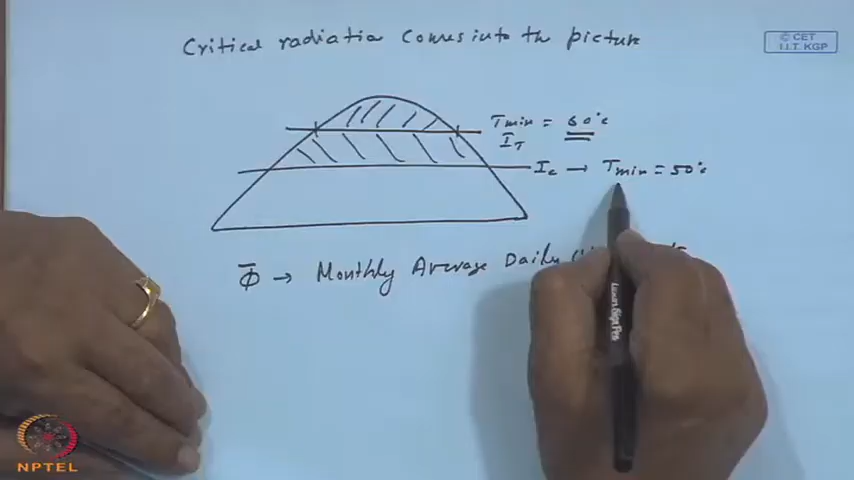 © CET
I.I.T. KGP
Critical radiation comes into the picture
Tmin = 60°C
IT
Ic → Tmin = 50°C
Φ̄ → Monthly Average Daily
NPTEL